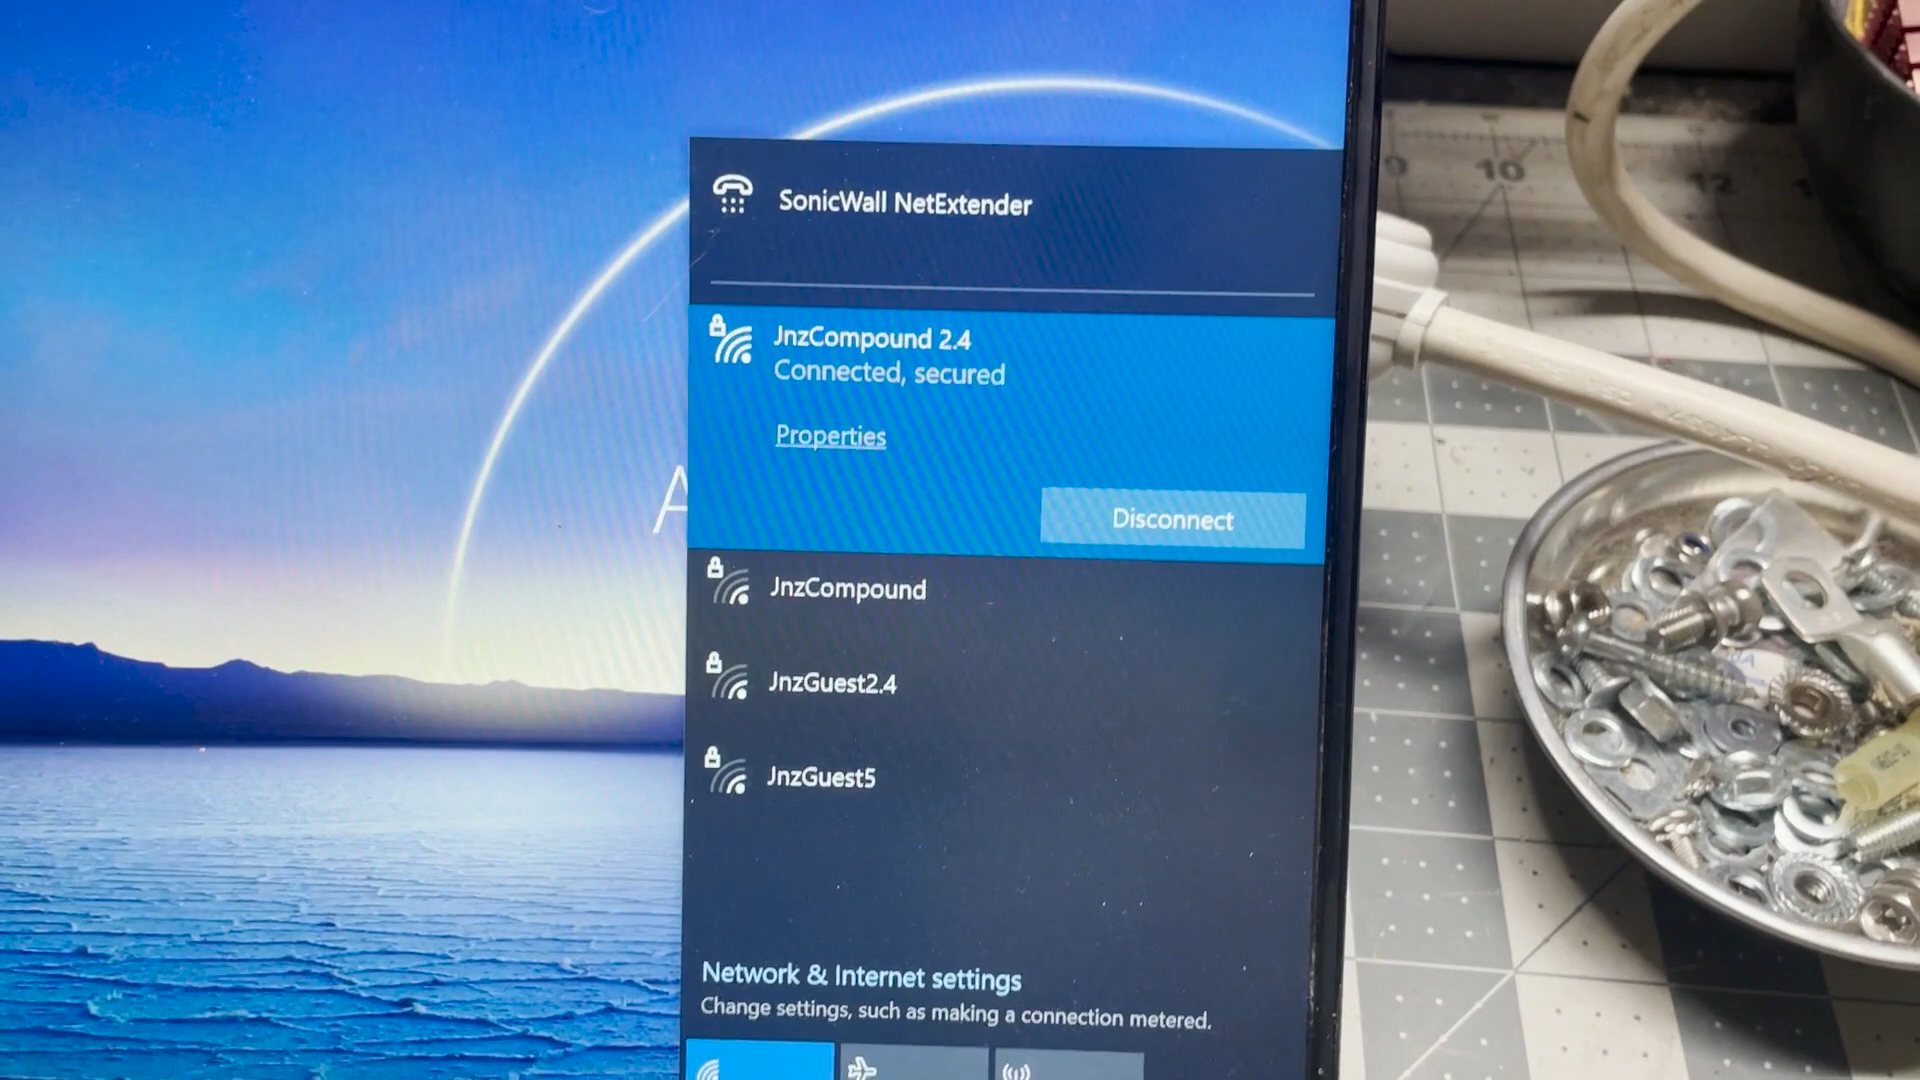 SonicWall NetExtender
JnzCompound 2.4
Connected, secured
Properties
Disconnect
A
JnzCompound
JnzGuest2.4
JnzGuest5
Network & Internet settings
Change settings, such as making a connection metered.
10
12